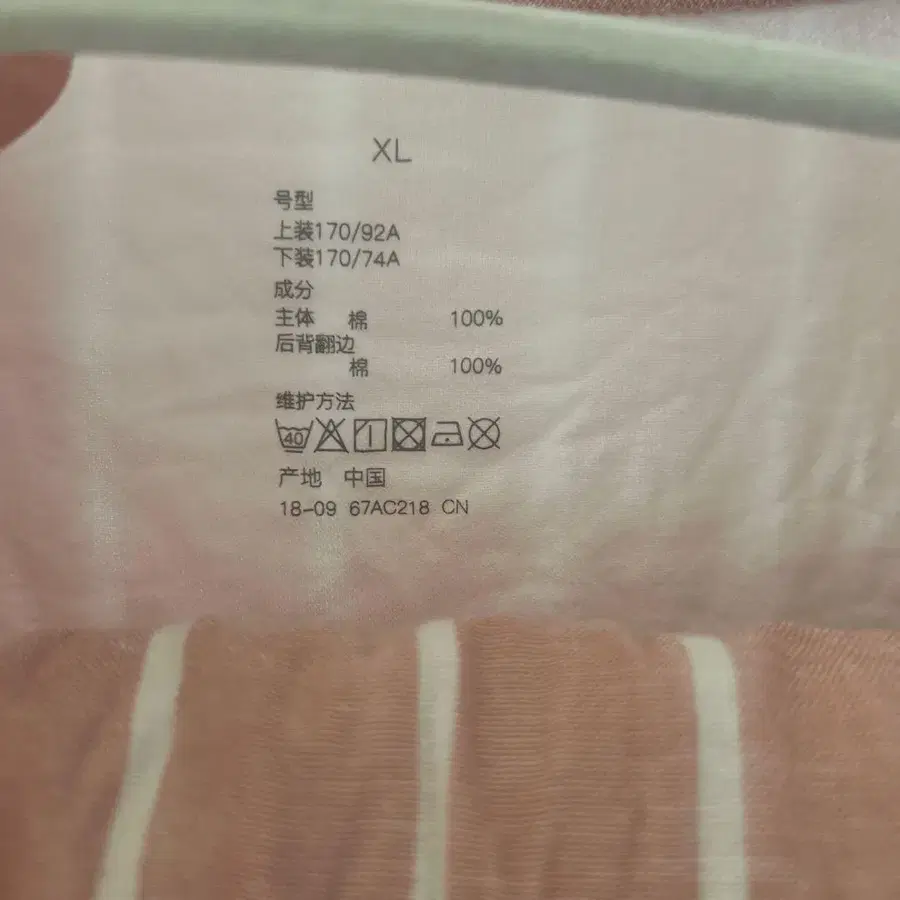 XL
号型
上装170/92A
下装170/74A
成分
主体 棉 100%
后背翻边
棉 100%
维护方法
40
产地 中国
18-09 67AC218 CN